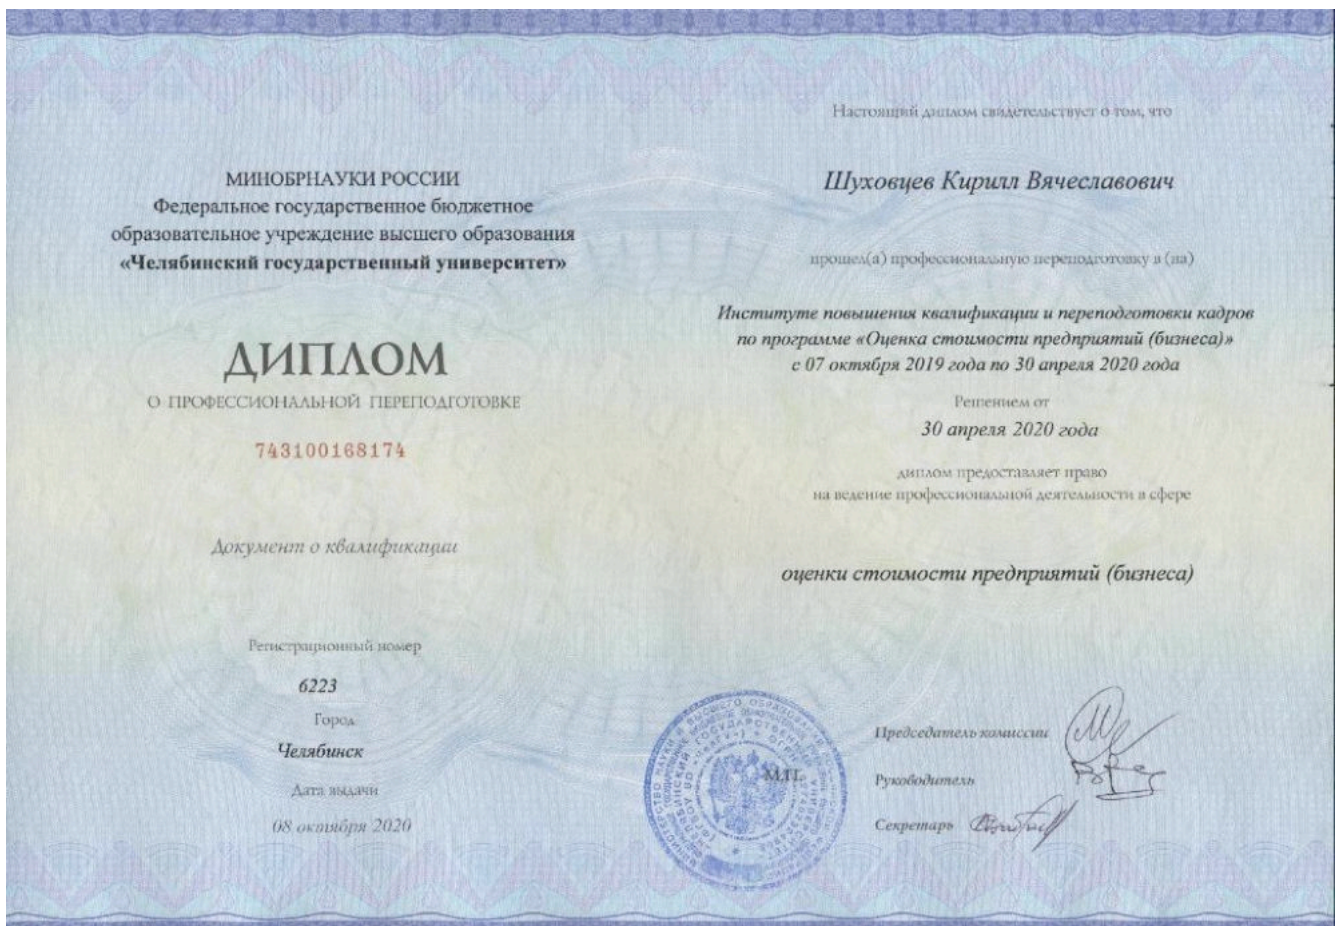 МИНОБРНАУКИ РОССИИ
Федеральное государственное бюджетное
образовательное учреждение высшего образования
«Челябинский государственный университет»
ДИПЛОМ
О ПРОФЕССИОНАЛЬНОЙ ПЕРЕПОДГОТОВКЕ
743100168174
Документ о квалификации
Регистрационный номер
6223
Город
Челябинск
Дата выдачи
08 октября 2020
Настоящий диплом свидетельствует о том, что
Шуховцев Кирилл Вячеславович
прошел(а) профессиональную переподготовку в (на)
Институте повышения квалификации и переподготовки кадров
по программе «Оценка стоимости предприятий (бизнеса)»
с 07 октября 2019 года по 30 апреля 2020 года
Решением от
30 апреля 2020 года
диплом предоставляет право
на ведение профессиональной деятельности в сфере
оценки стоимости предприятий (бизнеса)
Председатель комиссии
М.П.
Руководитель
Секретарь